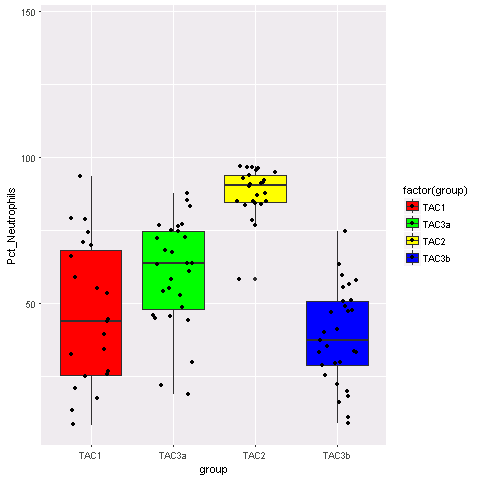 150
100
50
Pct_Neutrophils
TAC1 TAC3a TAC2 TAC3b
group
factor(group)
TAC1
TAC3a
TAC2
TAC3b